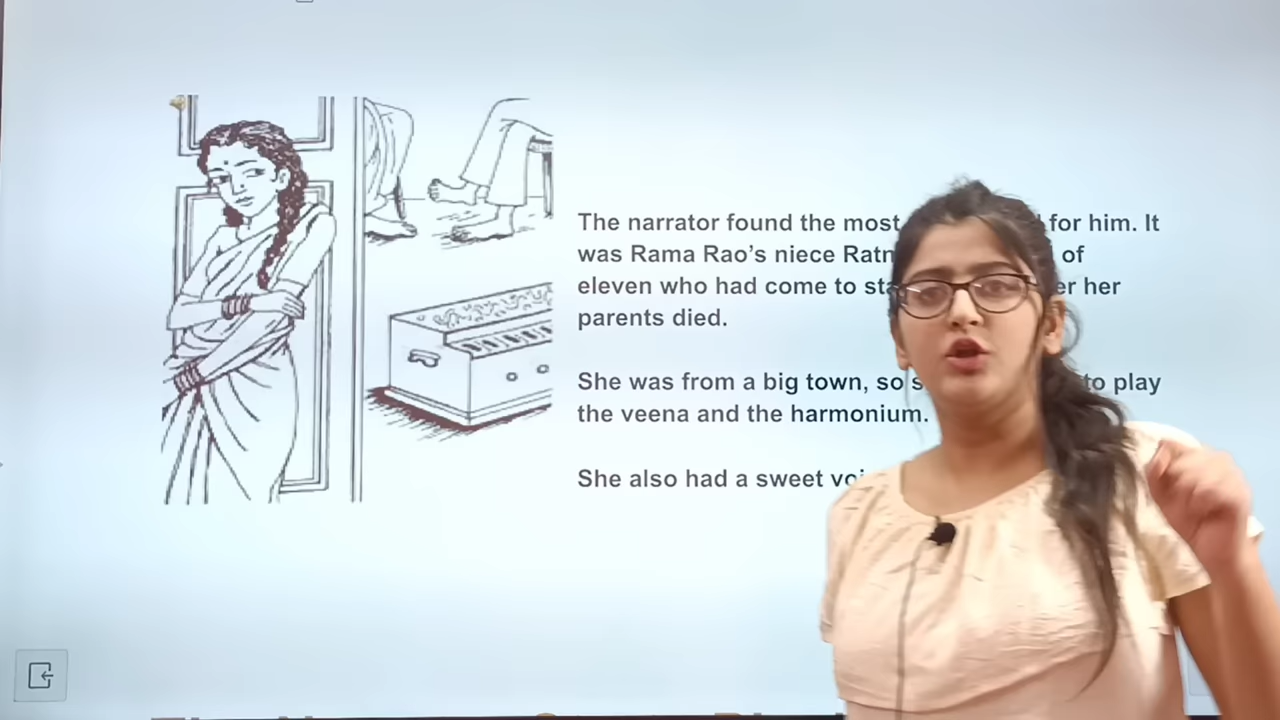 The narrator found the most for him. It
was Rama Rao's niece of
eleven who had come to her
parents died.
She was from a big town, so to play
the veena and the harmonium.
She also had a sweet